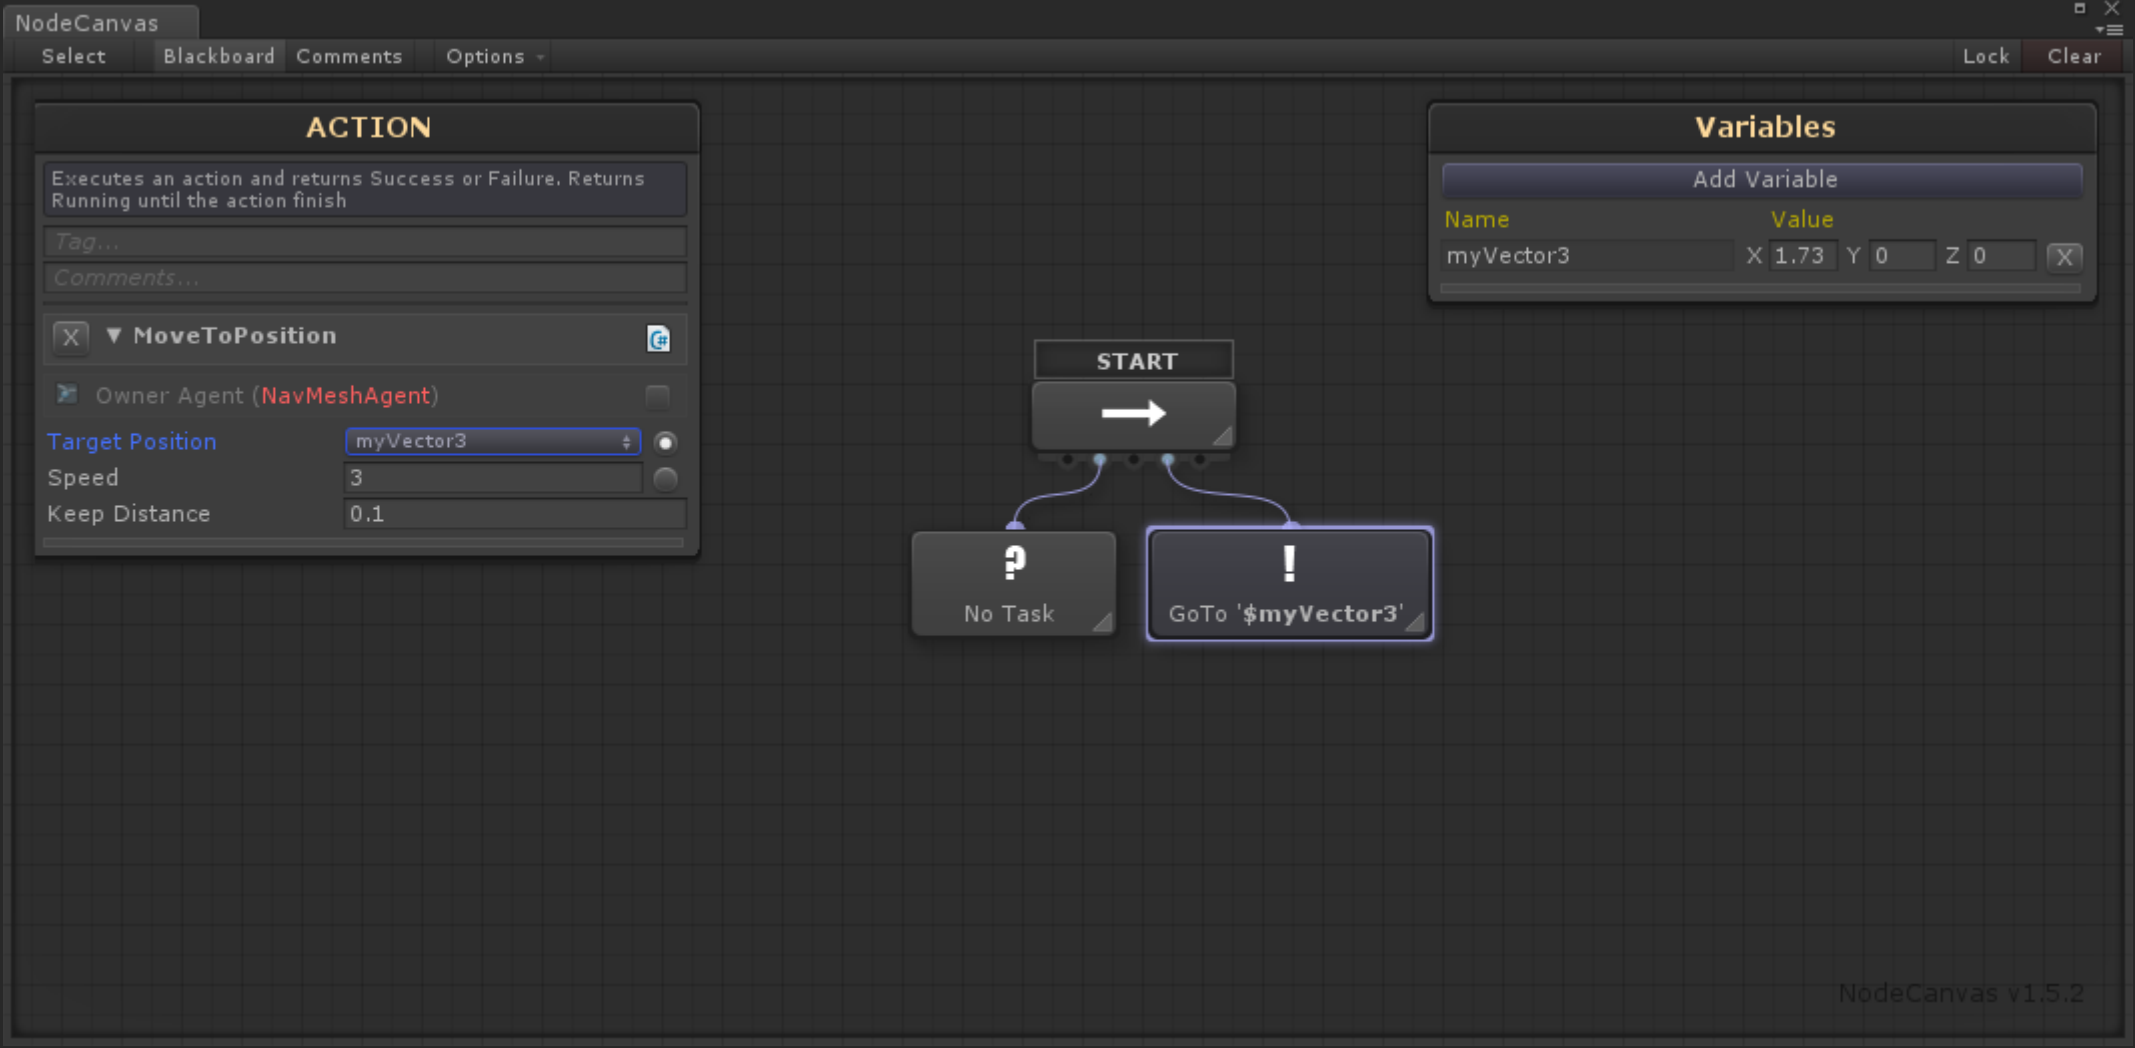 NodeCanvas
Select Blackboard Comments Options Lock Clear
ACTION
Executes an action and returns Success or Failure. Returns
Running until the action finish
Tag...
Comments...
X MoveToPosition
Owner Agent (NavMeshAgent)
Target Position myVector3
Speed 3
Keep Distance 0.1
Variables
Add Variable
Name Value
myVector3 X 1.73 Y 0 Z 0 X
START
?
No Task
!
GoTo '$myVector3'
NodeCanvas v1.5.2